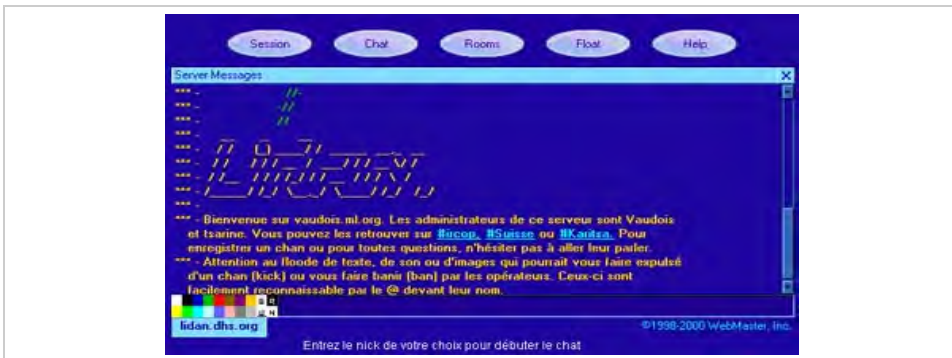 Session Chat Rooms Float Help
Server Messages
*** -
*** -
*** -
*** -
*** -
*** -
*** -
*** -
*** -
*** - Bienvenue sur vaudois.ml.org. Les administrateurs de ce serveur sont Vaudois
et tsarine. Vous pouvez les retrouver sur #ircop, #Suisse ou #Karitsa. Pour
enregistrer un chan ou pour toutes questions, n'hésiter pas à aller leur parler.
*** - Attention au floode de texte, de son ou d'images qui pourrait vous faire expulsé
d'un chan (kick) ou vous faire banir (ban) par les opérateurs. Ceux-ci sont
facilement reconnaissable par le @ devant leur nom.
lidan.dhs.org
©1998-2000 WebMaster, Inc.
Entrez le nick de votre choix pour débuter le chat